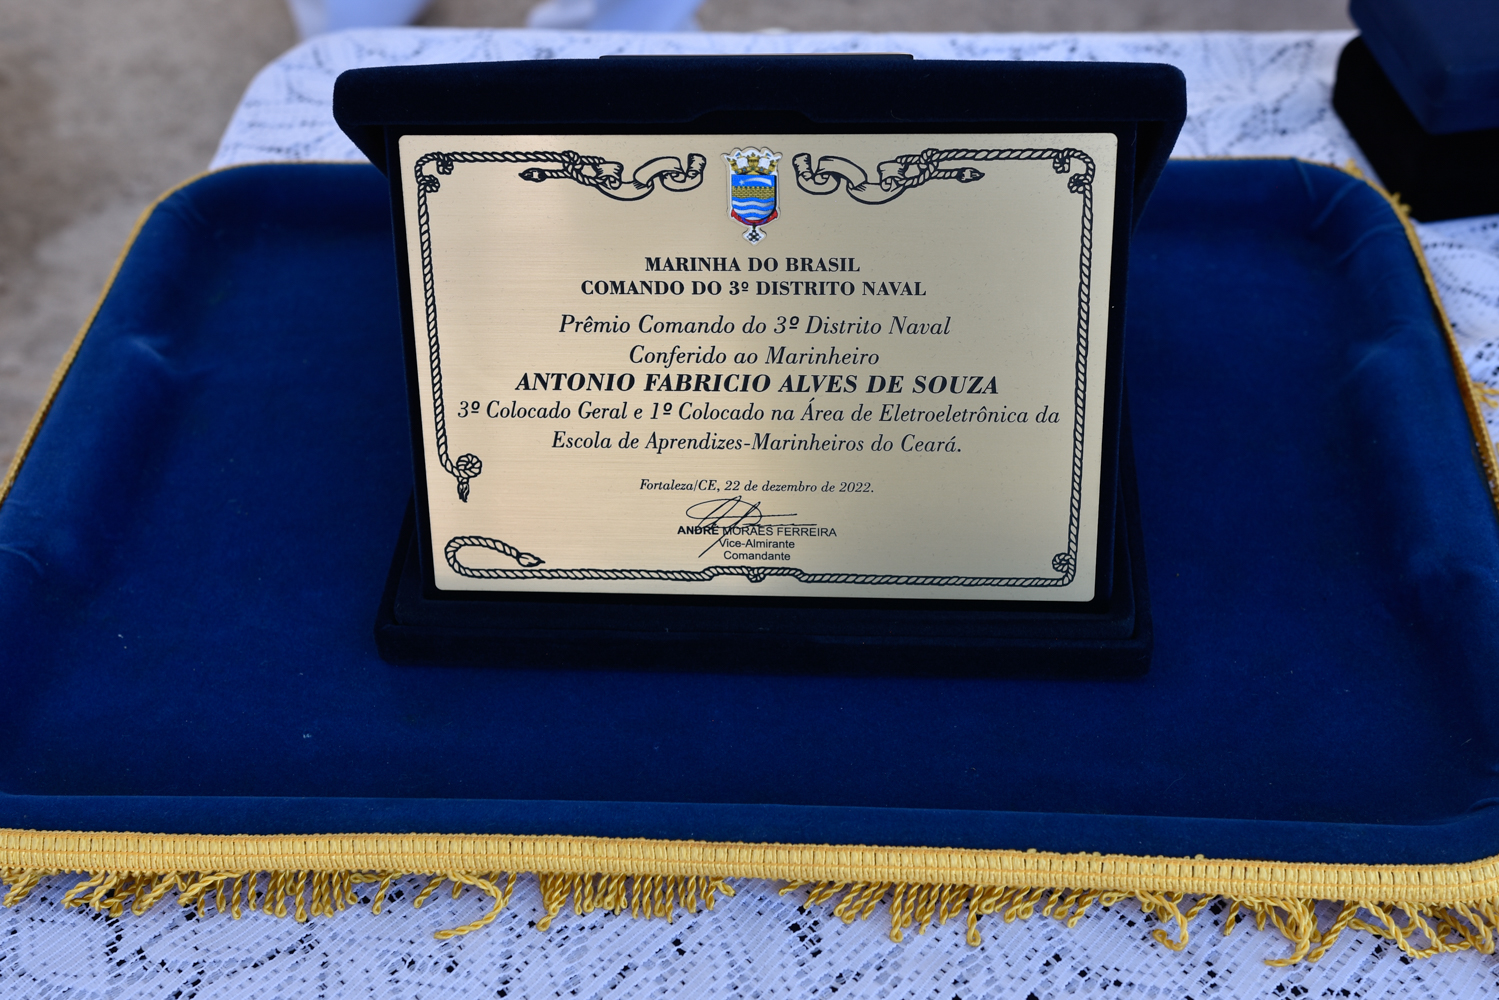 MARINHA DO BRASIL
COMANDO DO 3º DISTRITO NAVAL
Prêmio Comando do 3º Distrito Naval
Conferido ao Marinheiro
ANTONIO FABRICIO ALVES DE SOUZA
3º Colocado Geral e 1º Colocado na Área de Eletroeletrônica da
Escola de Aprendizes-Marinheiros do Ceará.
Fortaleza/CE, 22 de dezembro de 2022.
ANDRÉ MORAES FERREIRA
Vice-Almirante
Comandante